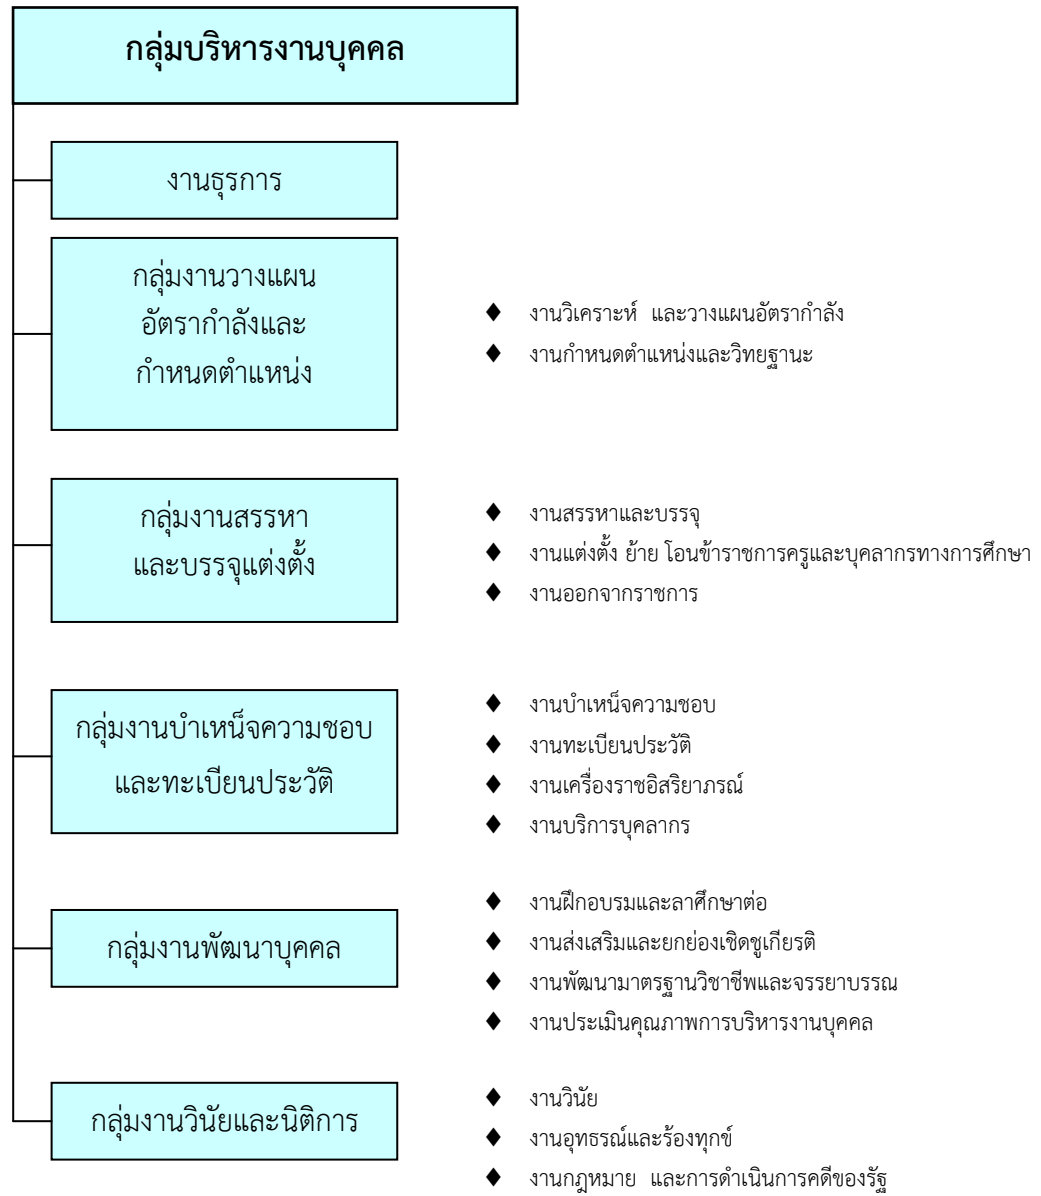 กลุ่มบริหารงานบุคคล
งานธุรการ
กลุ่มงานวางแผน
อัตรากำลังและ
กำหนดตำแหน่ง
♦ งานวิเคราะห์ และวางแผนอัตรากำลัง
♦ งานกำหนดตำแหน่งและวิทยฐานะ
กลุ่มงานสรรหา
และบรรจุแต่งตั้ง
♦ งานสรรหาและบรรจุ
♦ งานแต่งตั้ง ย้าย โอนข้าราชการครูและบุคลากรทางการศึกษา
♦ งานออกจากราชการ
กลุ่มงานบำเหน็จความชอบ
และทะเบียนประวัติ
♦ งานบำเหน็จความชอบ
♦ งานทะเบียนประวัติ
♦ งานเครื่องราชอิสริยาภรณ์
♦ งานบริการบุคลากร
กลุ่มงานพัฒนาบุคคล
♦ งานฝึกอบรมและลาศึกษาต่อ
♦ งานส่งเสริมและยกย่องเชิดชูเกียรติ
♦ งานพัฒนามาตรฐานวิชาชีพและจรรยาบรรณ
♦ งานประเมินคุณภาพการบริหารงานบุคคล
กลุ่มงานวินัยและนิติการ
♦ งานวินัย
♦ งานอุทธรณ์และร้องทุกข์
♦ งานกฎหมาย และการดำเนินการคดีของรัฐ